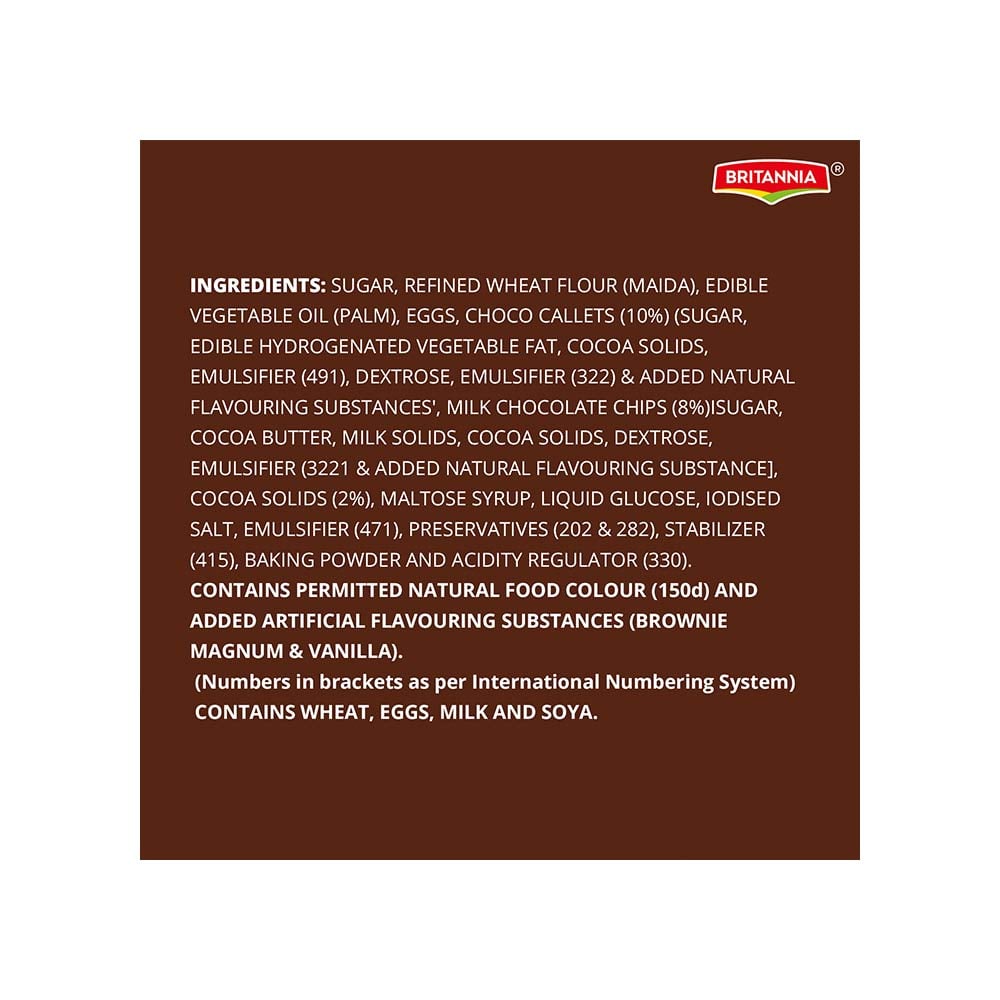 BRITANNIA ®
INGREDIENTS: SUGAR, REFINED WHEAT FLOUR (MAIDA), EDIBLE
VEGETABLE OIL (PALM), EGGS, CHOCO CALLETS (10%) (SUGAR,
EDIBLE HYDROGENATED VEGETABLE FAT, COCOA SOLIDS,
EMULSIFIER (491), DEXTROSE, EMULSIFIER (322) & ADDED NATURAL
FLAVOURING SUBSTANCES', MILK CHOCOLATE CHIPS (8%)ISUGAR,
COCOA BUTTER, MILK SOLIDS, COCOA SOLIDS, DEXTROSE,
EMULSIFIER (3221 & ADDED NATURAL FLAVOURING SUBSTANCE],
COCOA SOLIDS (2%), MALTOSE SYRUP, LIQUID GLUCOSE, IODISED
SALT, EMULSIFIER (471), PRESERVATIVES (202 & 282), STABILIZER
(415), BAKING POWDER AND ACIDITY REGULATOR (330).
CONTAINS PERMITTED NATURAL FOOD COLOUR (150d) AND
ADDED ARTIFICIAL FLAVOURING SUBSTANCES (BROWNIE
MAGNUM & VANILLA).
(Numbers in brackets as per International Numbering System)
CONTAINS WHEAT, EGGS, MILK AND SOYA.